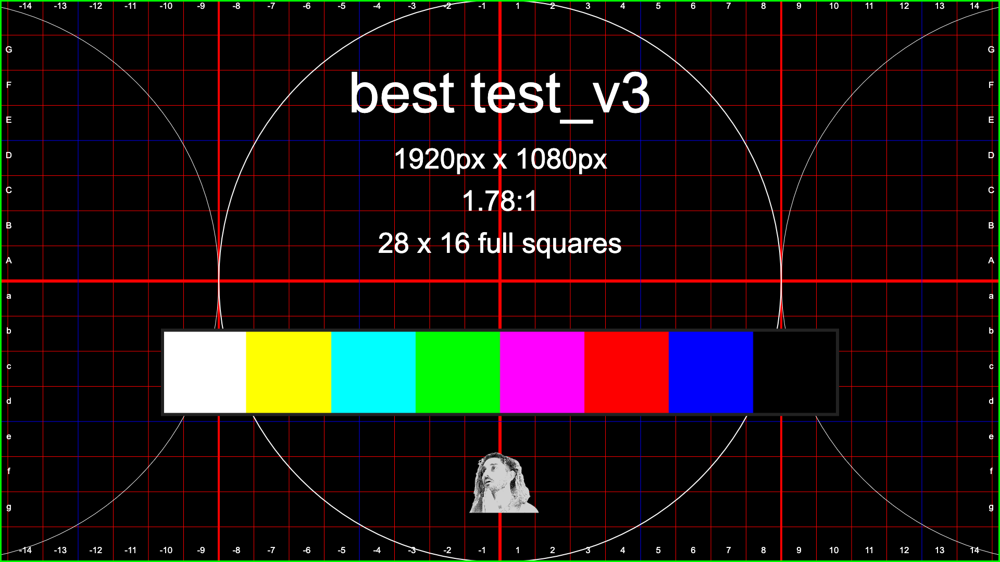 -14 -13 -12 -11 -10 -9 -8 -7 -6 -5 -4 -3 -2 -1 1 2 3 4 5 6 7 8 9 10 11 12 13 14
G G
best test_v3
F F
E E
1920px x 1080px
D D
1.78:1
C C
B B
28 x 16 full squares
A A
a a
b b
c c
d d
e e
f f
g g
-14 -13 -12 -11 -10 -9 -8 -7 -6 -5 -4 -3 -2 -1 1 2 3 4 5 6 7 8 9 10 11 12 13 14